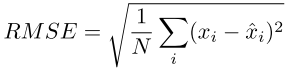 $RMSE = \sqrt{\frac{1}{N} \sum_{i} (x_i - \hat{x}_i)^2}$